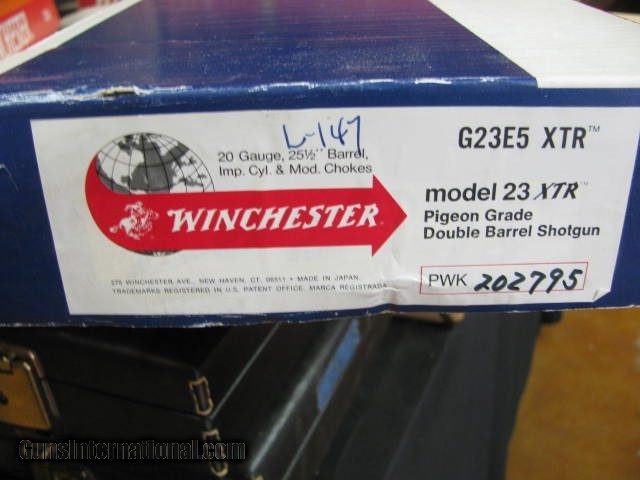 L-147
20 Gauge, 25½" Barrel,
Imp. Cyl. & Mod. Chokes
WINCHESTER
275 WINCHESTER AVE., NEW HAVEN, CT. 06511 • MADE IN JAPAN.
TRADEMARKS REGISTERED IN U.S. PATENT OFFICE. MARCA REGISTRADA
G23E5 XTR™
model 23 XTR™
Pigeon Grade
Double Barrel Shotgun
PWK 202795
GunsInternational.com